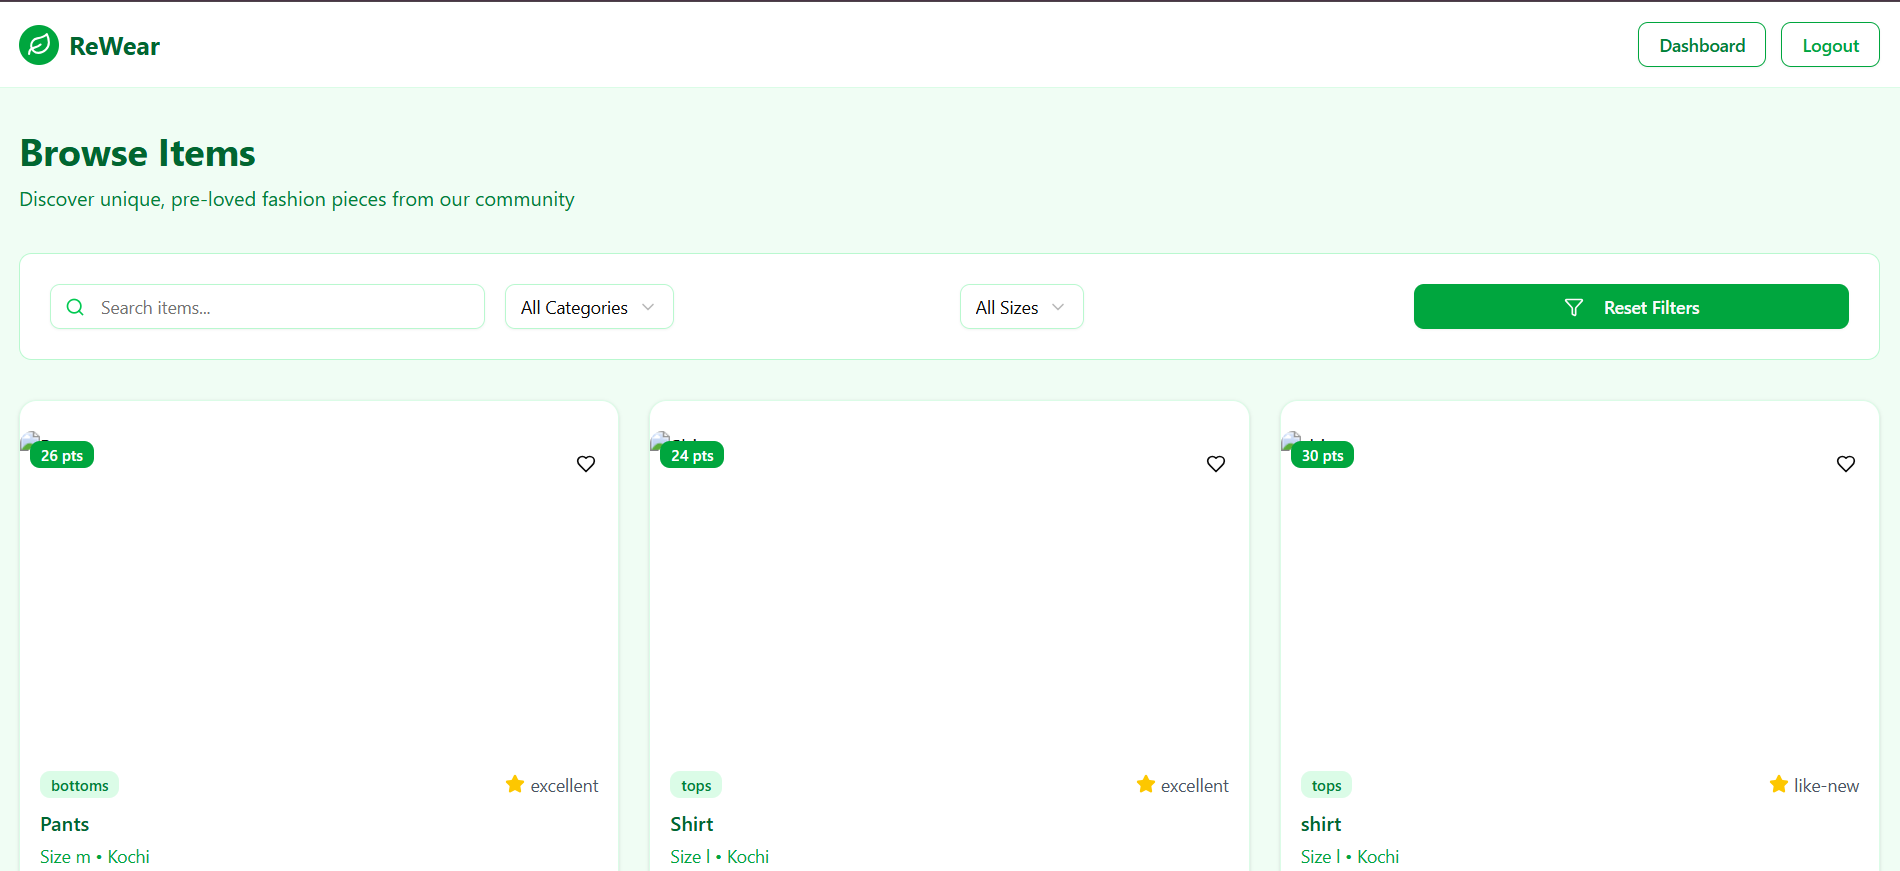 ReWear
Dashboard
Logout
Browse Items
Discover unique, pre-loved fashion pieces from our community
Search items...
All Categories
All Sizes
Reset Filters
26 pts
24 pts
30 pts
bottoms
excellent
Pants
Size m • Kochi
tops
excellent
Shirt
Size l • Kochi
tops
like-new
shirt
Size l • Kochi